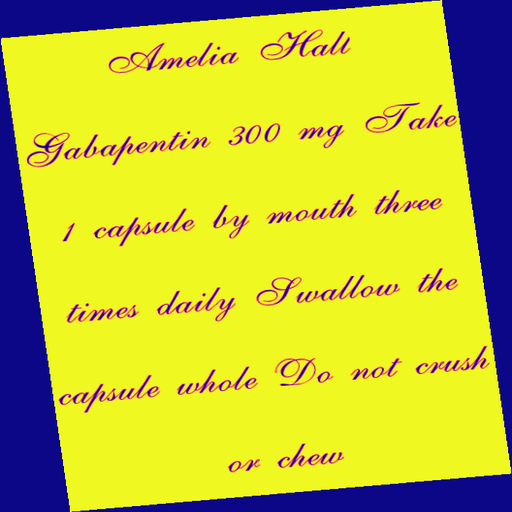 Amelia Halt
Gabapentin 300 mg Take
1 capsule by mouth three
times daily Swallow the
capsule whole Do not crush
or chew